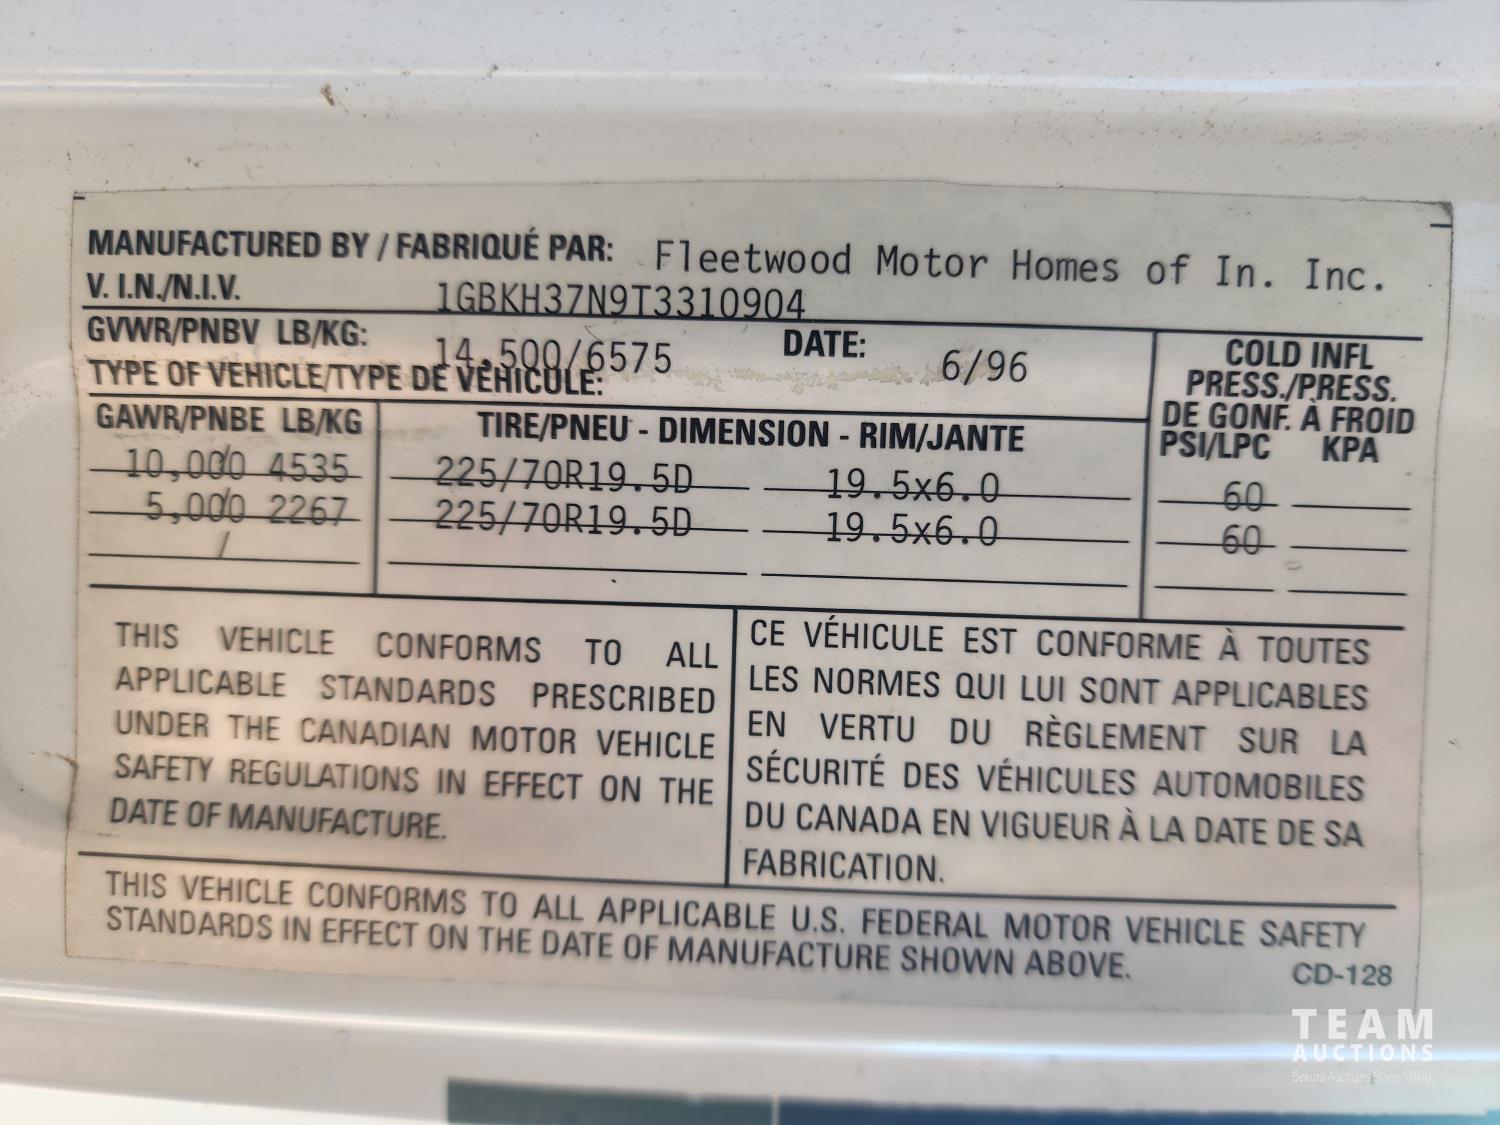 MANUFACTURED BY / FABRIQUÉ PAR: Fleetwood Motor Homes of In. Inc.
V. I.N./N.I.V. 1GBKH37N9T3310904
GVWR/PNBV LB/KG: 14,500/6575 DATE: 6/96
TYPE OF VEHICLE/TYPE DE VÉHICULE:
COLD INFL
PRESS./PRESS.
DE GONF. À FROID
PSI/LPC KPA
GAWR/PNBE LB/KG TIRE/PNEU - DIMENSION - RIM/JANTE
10,000/ 4535 225/70R19.5D 19.5x6.0 60
5,000/ 2267 225/70R19.5D 19.5x6.0 60
/
THIS VEHICLE CONFORMS TO ALL
APPLICABLE STANDARDS PRESCRIBED
UNDER THE CANADIAN MOTOR VEHICLE
SAFETY REGULATIONS IN EFFECT ON THE
DATE OF MANUFACTURE.
CE VÉHICULE EST CONFORME À TOUTES
LES NORMES QUI LUI SONT APPLICABLES
EN VERTU DU RÈGLEMENT SUR LA
SÉCURITÉ DES VÉHICULES AUTOMOBILES
DU CANADA EN VIGUEUR À LA DATE DE SA
FABRICATION.
THIS VEHICLE CONFORMS TO ALL APPLICABLE U.S. FEDERAL MOTOR VEHICLE SAFETY
STANDARDS IN EFFECT ON THE DATE OF MANUFACTURE SHOWN ABOVE.
CD-128
TEAM
AUCTIONS
Sekura Auctions Since 1966